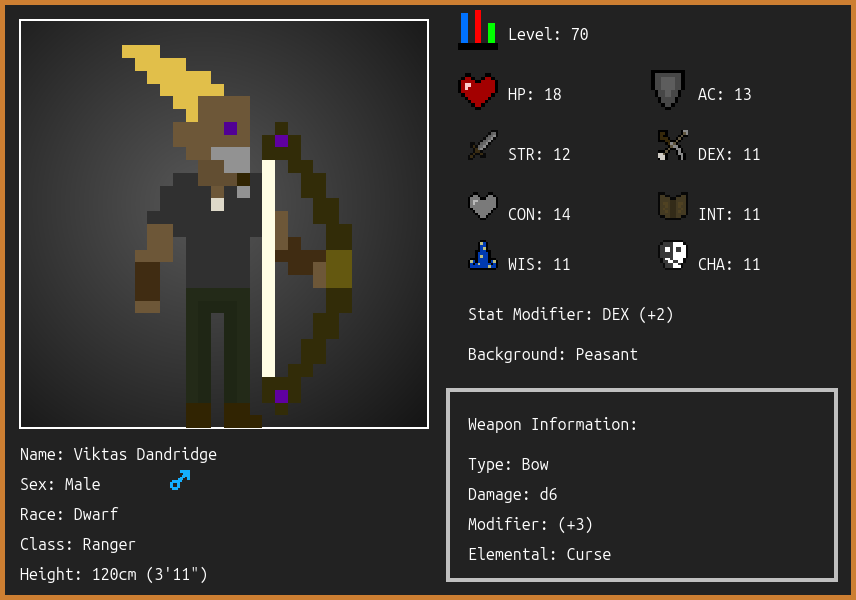 Name: Viktas Dandridge
Sex: Male
Race: Dwarf
Class: Ranger
Height: 120cm (3'11")
Level: 70
HP: 18
AC: 13
STR: 12
DEX: 11
CON: 14
INT: 11
WIS: 11
CHA: 11
Stat Modifier: DEX (+2)
Background: Peasant
Weapon Information:
Type: Bow
Damage: d6
Modifier: (+3)
Elemental: Curse